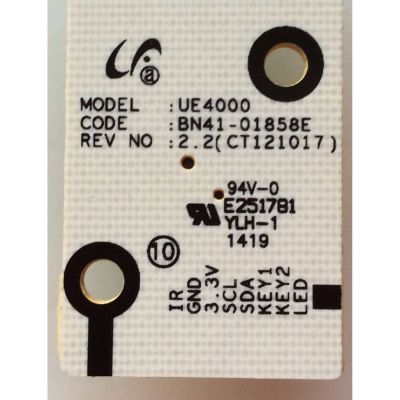 ⓐ
MODEL :UE4000
CODE :BN41-01858E
REV NO :2.2(CT121017)
94V-0
E251781
YLH-1
1419
10
IR
GND
3.3V
SCL
SDA
KEY1
KEY2
LED